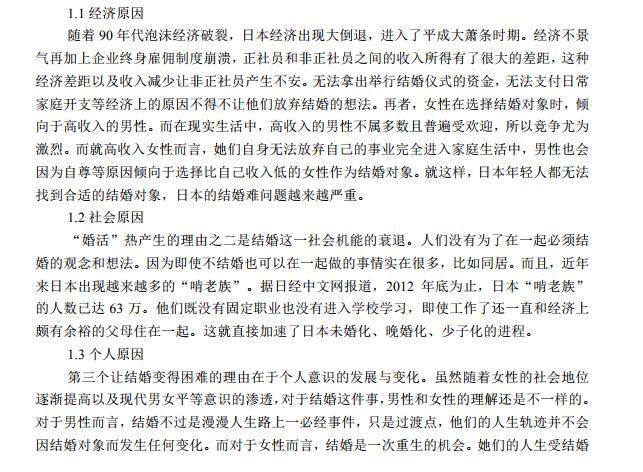 1.1 经济原因
随着 90 年代泡沫经济破裂，日本经济出现大倒退，进入了平成大萧条时期。经济不景
气再加上企业终身雇佣制度崩溃，正社员和非正社员之间的收入所得有了很大的差距，这种
经济差距以及收入减少让非正社员产生不安。无法拿出举行结婚仪式的资金，无法支付日常
家庭开支等经济上的原因不得不让他们放弃结婚的想法。再者，女性在选择结婚对象时，倾
向于高收入的男性。而在现实生活中，高收入的男性不属多数且普遍受欢迎，所以竞争尤为
激烈。而就高收入女性而言，她们自身无法放弃自己的事业完全进入家庭生活中，男性也会
因为自尊等原因倾向于选择比自己收入低的女性作为结婚对象。就这样，日本年轻人都无法
找到合适的结婚对象，日本的结婚难问题越来越严重。
1.2 社会原因
“婚活”热产生的理由之二是结婚这一社会机能的衰退。人们没有为了在一起必须结
婚的观念和想法。因为即使不结婚也可以在一起做的事情实在很多，比如同居。而且，近年
来日本出现越来越多的“啃老族”。据日经中文网报道，2012 年底为止，日本“啃老族”
的人数已达 63 万。他们既没有固定职业也没有进入学校学习，即使工作了还一直和经济上
颇有余裕的父母住在一起。这就直接加速了日本未婚化、晚婚化、少子化的进程。
1.3 个人原因
第三个让结婚变得困难的理由在于个人意识的发展与变化。虽然随着女性的社会地位
逐渐提高以及现代男女平等意识的渗透，对于结婚这件事，男性和女性的理解还是不一样的。
对于男性而言，结婚不过是漫漫人生路上一必经事件，只是过渡点，他们的人生轨迹并不会
因结婚对象而发生任何变化。而对于女性而言，结婚是一次重生的机会。她们的人生受结婚